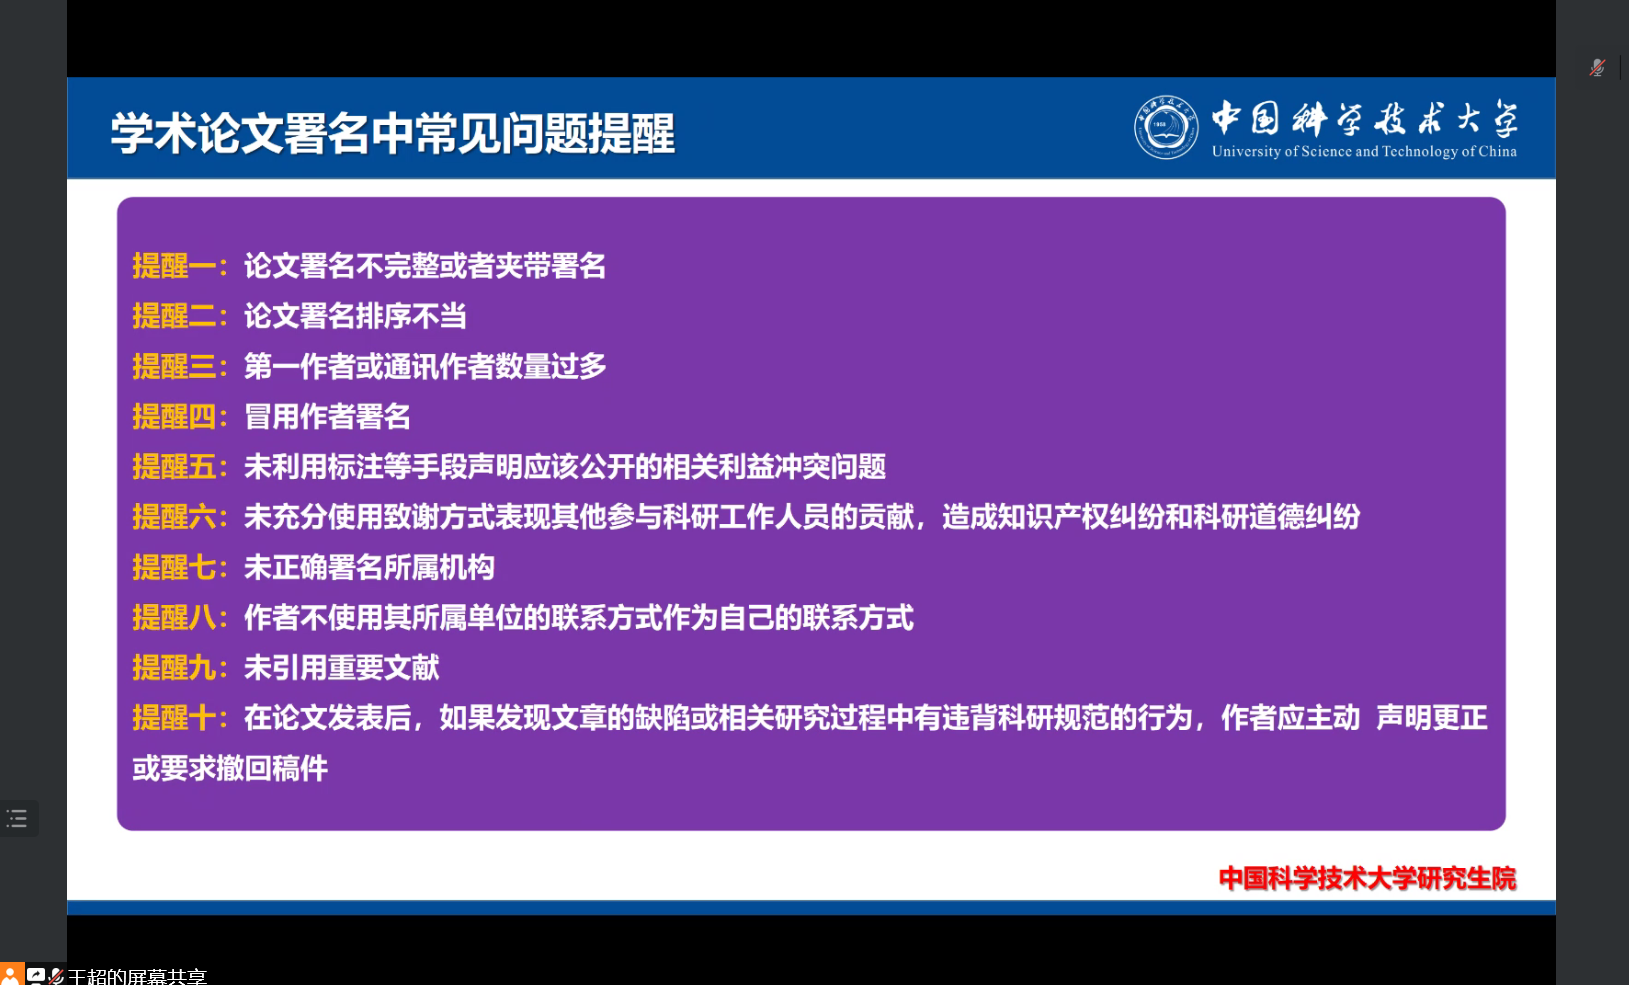 学术论文署名中常见问题提醒
中国科学技术大学
University of Science and Technology of China
提醒一：论文署名不完整或者夹带署名
提醒二：论文署名排序不当
提醒三：第一作者或通讯作者数量过多
提醒四：冒用作者署名
提醒五：未利用标注等手段声明应该公开的相关利益冲突问题
提醒六：未充分使用致谢方式表现其他参与科研工作人员的贡献，造成知识产权纠纷和科研道德纠纷
提醒七：未正确署名所属机构
提醒八：作者不使用其所属单位的联系方式作为自己的联系方式
提醒九：未引用重要文献
提醒十：在论文发表后，如果发现文章的缺陷或相关研究过程中有违背科研规范的行为，作者应主动 声明更正
或要求撤回稿件
中国科学技术大学研究生院
王超的屏幕共享